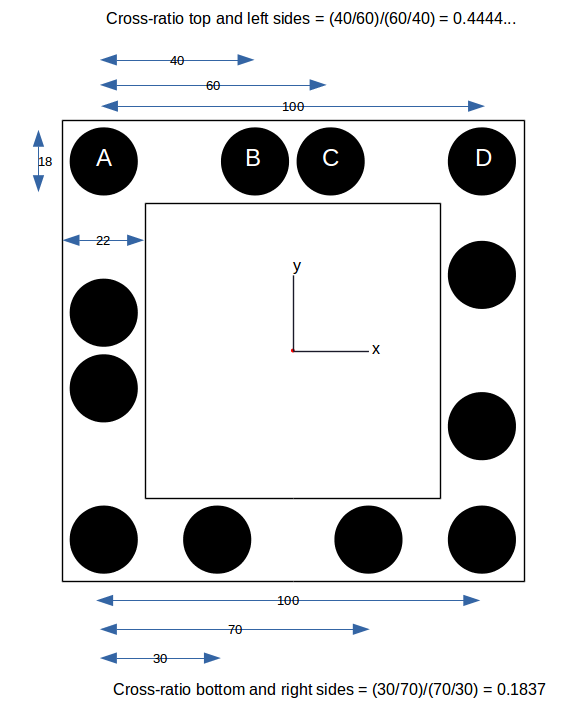 Cross-ratio top and left sides = (40/60)/(60/40) = 0.4444...
40
60
100
18
A B C D
22
y
x
100
70
30
Cross-ratio bottom and right sides = (30/70)/(70/30) = 0.1837